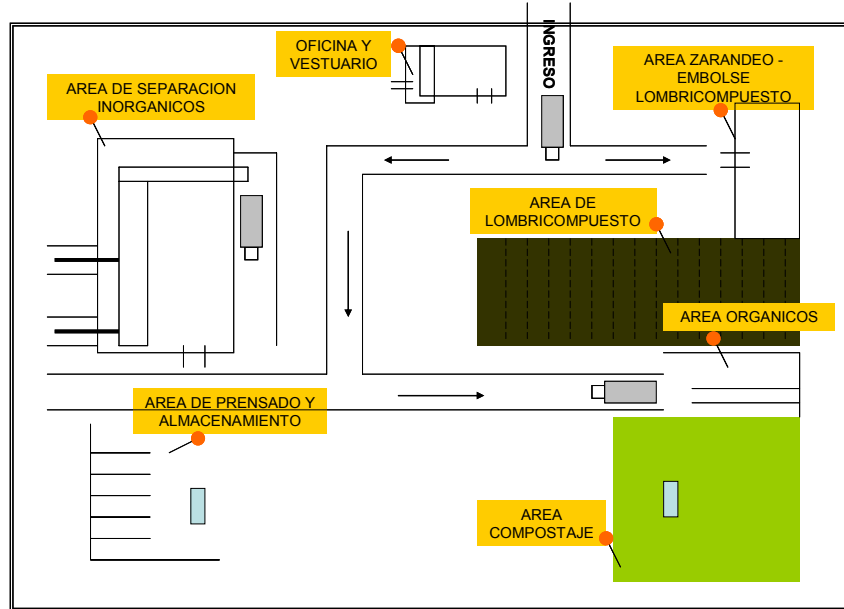 OFICINA Y
VESTUARIO
INGRESO
AREA ZARANDEO -
EMBOLSE
LOMBRICOMPUESTO
AREA DE SEPARACION
INORGANICOS
AREA DE
LOMBRICOMPUESTO
AREA ORGANICOS
AREA DE PRENSADO Y
ALMACENAMIENTO
AREA
COMPOSTAJE